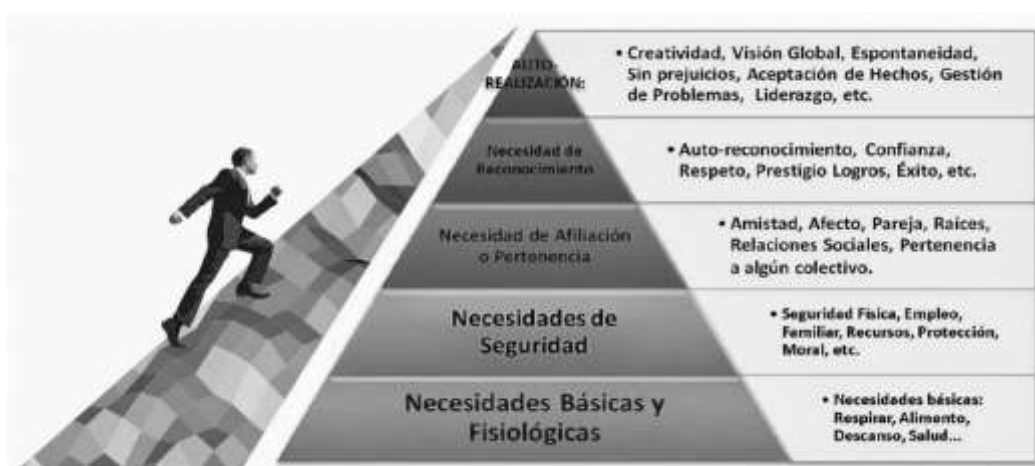 AUTO-
REALIZACIÓN:
• Creatividad, Visión Global, Espontaneidad,
Sin prejuicios, Aceptación de Hechos, Gestión
de Problemas, Liderazgo, etc.
Necesidad de
Reconocimiento
• Auto-reconocimiento, Confianza,
Respeto, Prestigio Logros, Éxito, etc.
Necesidad de Afiliación
o Pertenencia
• Amistad, Afecto, Pareja, Raíces,
Relaciones Sociales, Pertenencia
a algún colectivo.
Necesidades de
Seguridad
• Seguridad Física, Empleo,
Familiar, Recursos, Protección,
Moral, etc.
Necesidades Básicas y
Fisiológicas
• Necesidades básicas:
Respirar, Alimento,
Descanso, Salud...